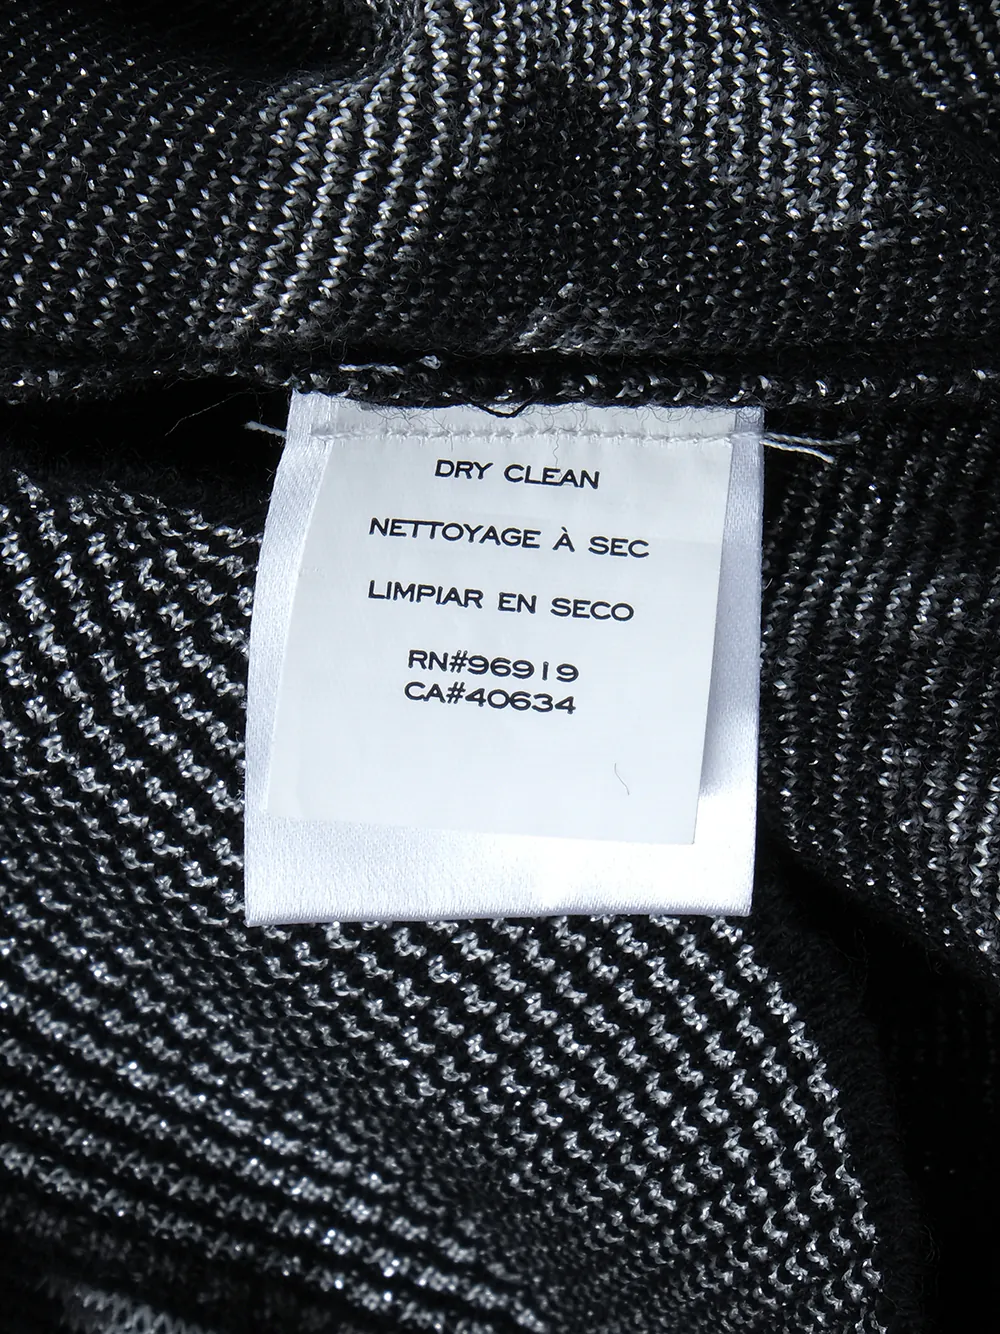 DRY CLEAN
NETTOYAGE À SEC
LIMPIAR EN SECO
RN#96919
CA#40634